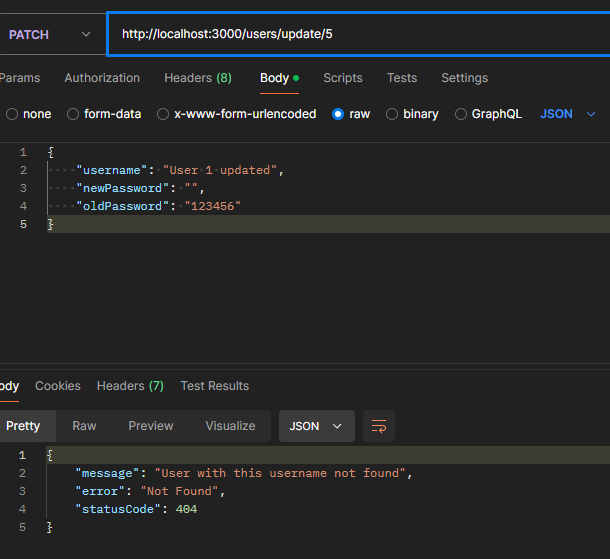 PATCH http://localhost:3000/users/update/5
Params Authorization Headers (8) Body Scripts Tests Settings
none form-data x-www-form-urlencoded raw binary GraphQL JSON
1 {
2 "username": "User 1 updated",
3 "newPassword": "",
4 "oldPassword": "123456"
5 }
ody Cookies Headers (7) Test Results
Pretty Raw Preview Visualize JSON
1 {
2 "message": "User with this username not found",
3 "error": "Not Found",
4 "statusCode": 404
5 }